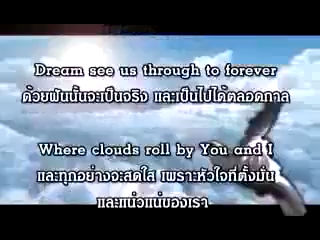 Dream see us through to forever
ด้วยฝันนั้นจะเป็นจริง และเป็นไปได้ตลอดกาล
Where clouds roll by You and I
และทุกอย่างจะสดใส เพราะหัวใจที่ตั้งมั่น
และแน่วแน่ของเรา